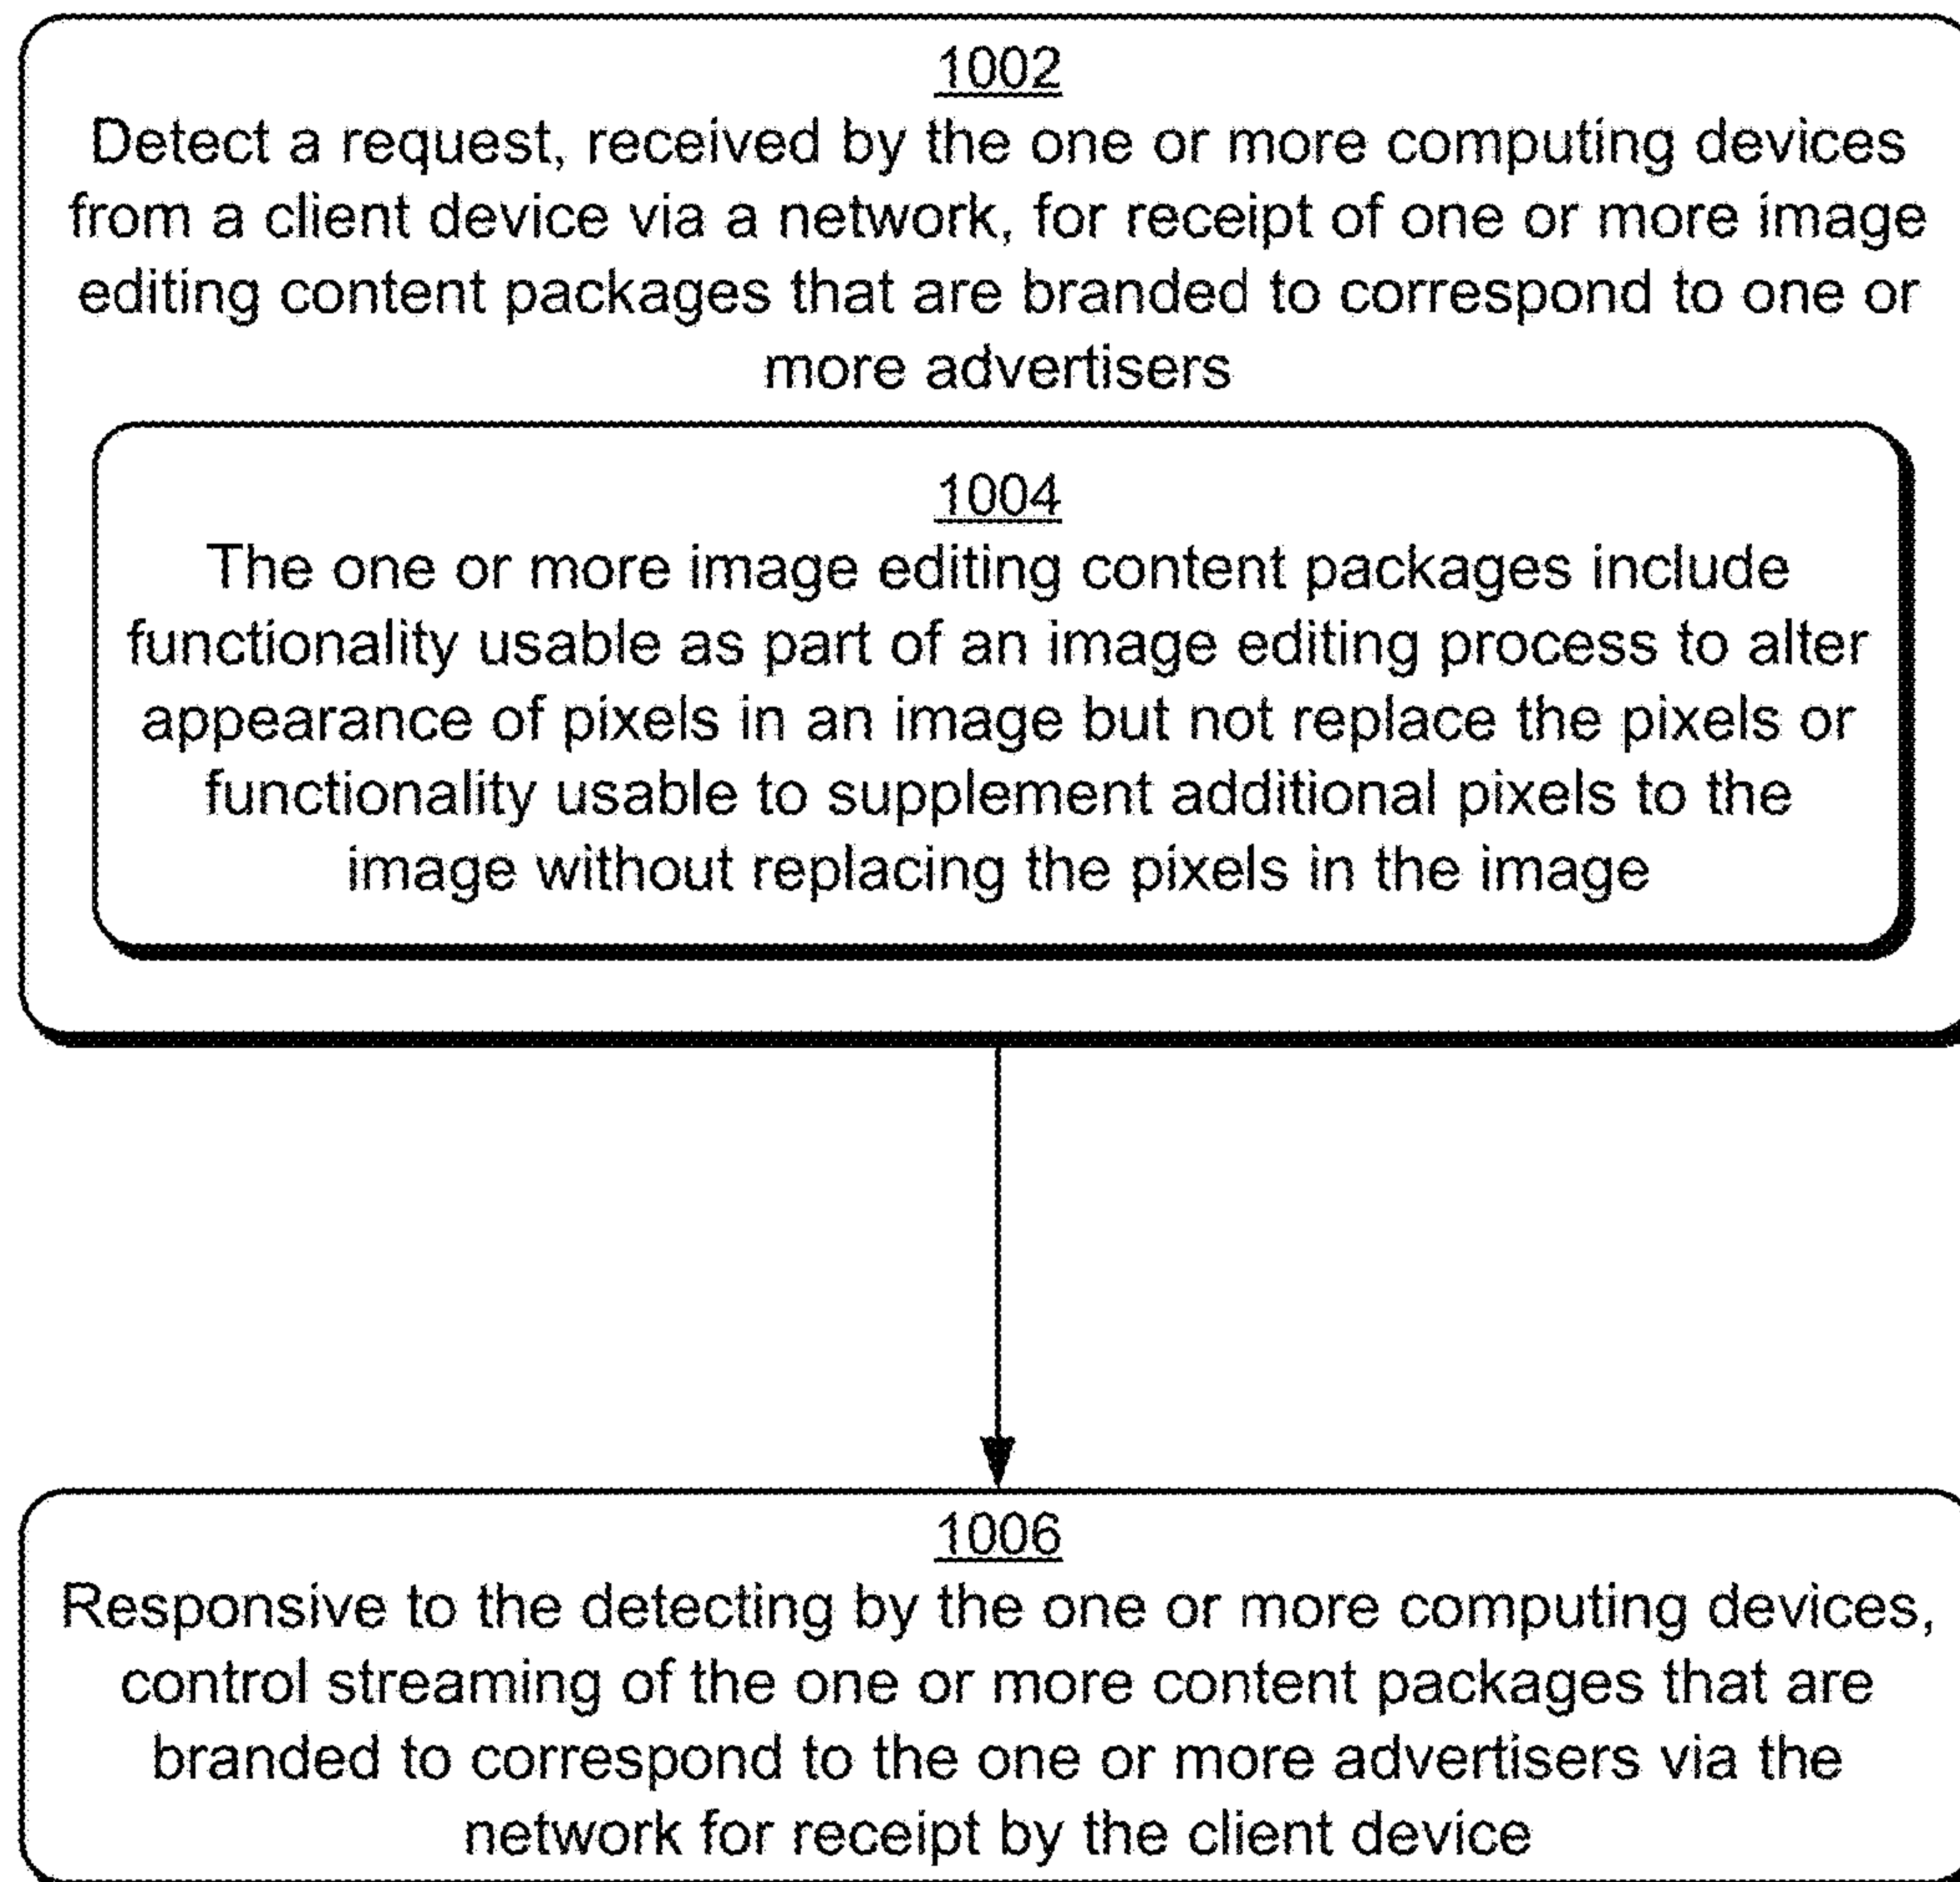 1002
Detect a request, received by the one or more computing devices
from a client device via a network, for receipt of one or more image
editing content packages that are branded to correspond to one or
more advertisers
1004
The one or more image editing content packages include
functionality usable as part of an image editing process to alter
appearance of pixels in an image but not replace the pixels or
functionality usable to supplement additional pixels to the
image without replacing the pixels in the image
1006
Responsive to the detecting by the one or more computing devices,
control streaming of the one or more content packages that are
branded to correspond to the one or more advertisers via the
network for receipt by the client device